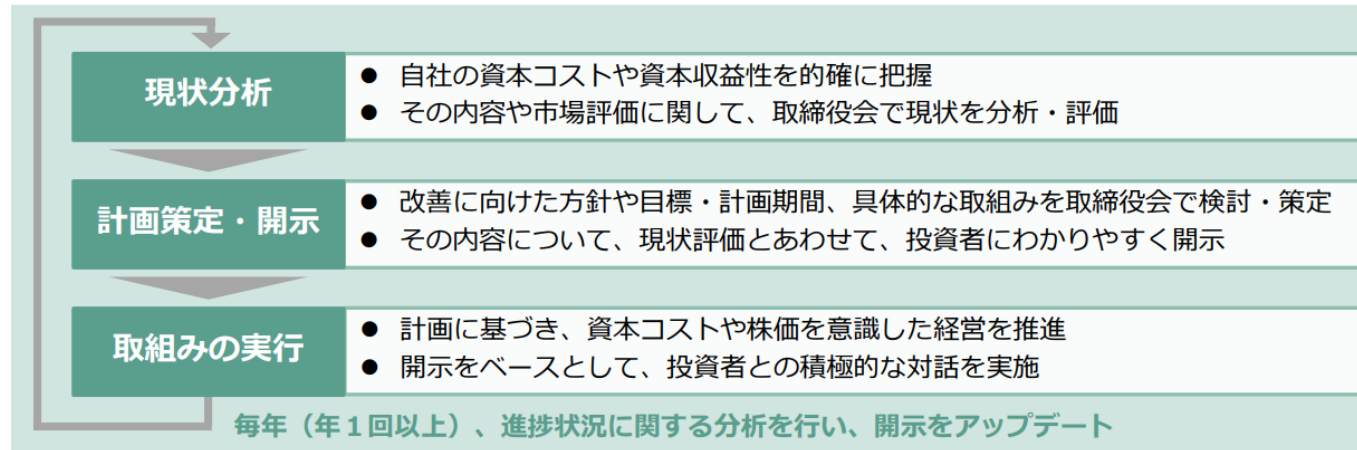 現状分析
● 自社の資本コストや資本収益性を的確に把握
● その内容や市場評価に関して、取締役会で現状を分析・評価
計画策定・開示
● 改善に向けた方針や目標・計画期間、具体的な取組みを取締役会で検討・策定
● その内容について、現状評価とあわせて、投資者にわかりやすく開示
取組みの実行
● 計画に基づき、資本コストや株価を意識した経営を推進
● 開示をベースとして、投資者との積極的な対話を実施
毎年（年１回以上）、進捗状況に関する分析を行い、開示をアップデート